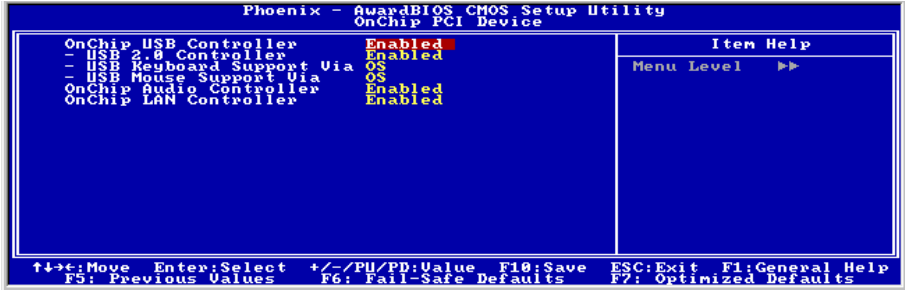 Phoenix - AwardBIOS CMOS Setup Utility
OnChip PCI Device
OnChip USB Controller Enabled
- USB 2.0 Controller Enabled
- USB Keyboard Support Via OS
- USB Mouse Support Via OS
OnChip Audio Controller Enabled
OnChip LAN Controller Enabled
Item Help
Menu Level ►►
↑↓→←:Move Enter:Select +/-/PU/PD:Value F10:Save ESC:Exit F1:General Help
F5: Previous Values F6: Fail-Safe Defaults F7: Optimized Defaults